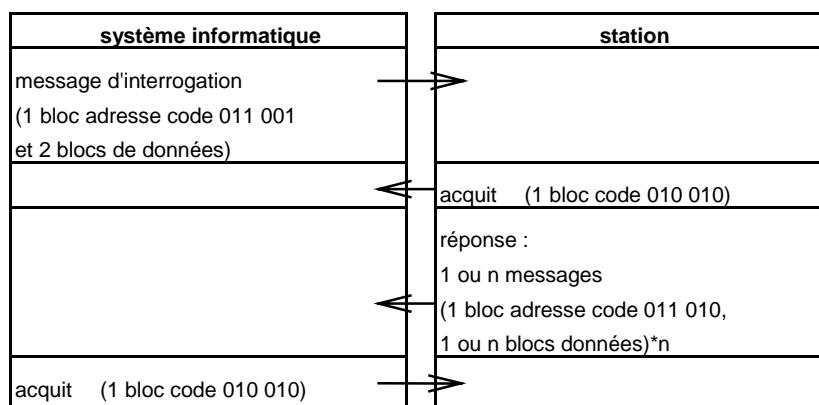 système informatique
station
message d'interrogation
(1 bloc adresse code 011 001
et 2 blocs de données)
acquit (1 bloc code 010 010)
réponse :
1 ou n messages
(1 bloc adresse code 011 010,
1 ou n blocs données)*n
acquit (1 bloc code 010 010)